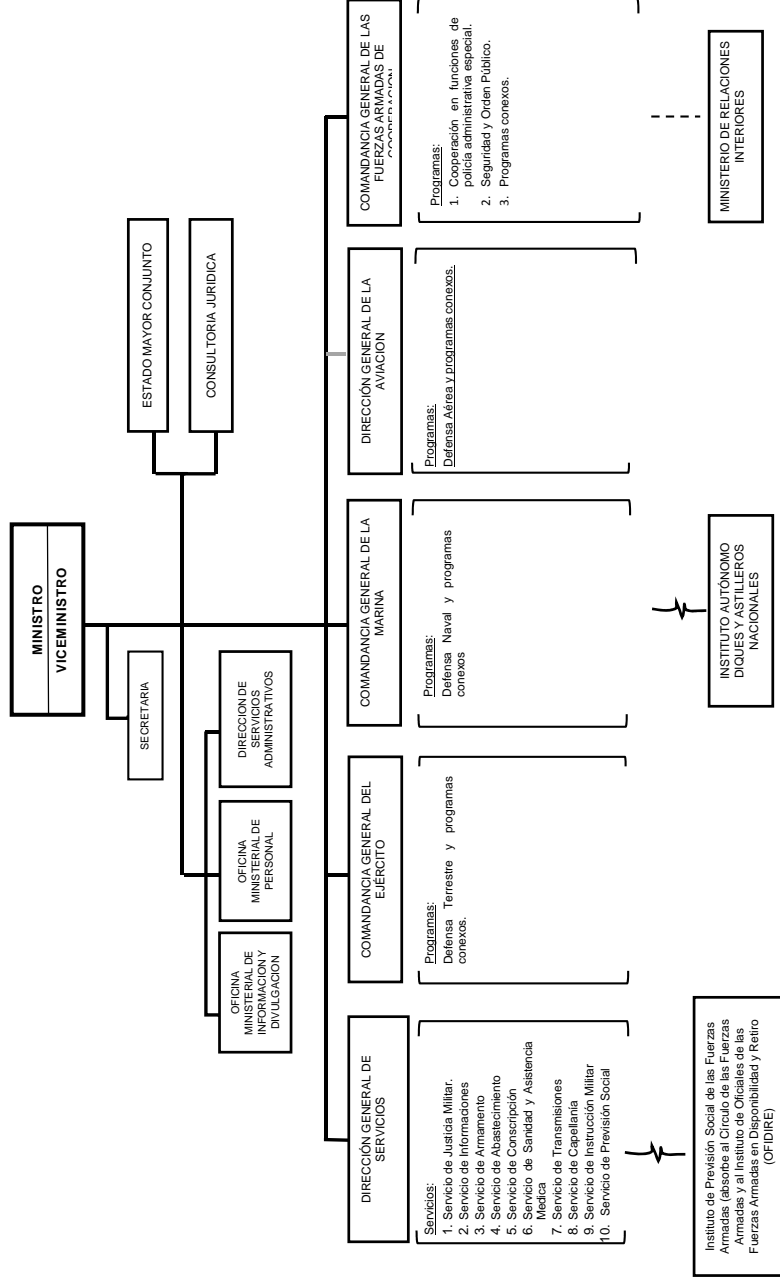 MINISTRO
VICEMINISTRO
SECRETARIA
ESTADO MAYOR CONJUNTO
CONSULTORIA JURIDICA
OFICINA
MINISTERIAL DE
INFORMACION Y
DIVULGACION
OFICINA
MINISTERIAL DE
PERSONAL
DIRECCION DE
SERVICIOS
ADMINISTRATIVOS
DIRECCIÓN GENERAL DE
SERVICIOS
COMANDANCIA GENERAL DEL
EJÉRCITO
COMANDANCIA GENERAL DE LA
MARINA
DIRECCIÓN GENERAL DE LA
AVIACION
COMANDANCIA GENERAL DE LAS
FUERZAS ARMADAS DE
COOPERACION
Servicios:
1. Servicio de Justicia Militar.
2. Servicio de Informaciones
3. Servicio de Armamento
4. Servicio de Abastecimiento
5. Servicio de Conscripción
6. Servicio de Sanidad y Asistencia
Medica
7. Servicio de Transmisiones
8. Servicio de Capellanía
9. Servicio de Instrucción Militar
10. Servicio de Previsión Social
Programas:
Defensa Terrestre y programas
conexos.
Programas:
Defensa Naval y programas
conexos
Programas:
Defensa Aérea y programas conexos.
Programas:
1. Cooperación en funciones de
policía administrativa especial.
2. Seguridad y Orden Público.
3. Programas conexos.
Instituto de Previsión Social de las Fuerzas
Armadas (absorbe al Circulo de las Fuerzas
Armadas y al Instituto de Oficiales de las
Fuerzas Armadas en Disponibilidad y Retiro
(OFIDIRE)
INSTITUTO AUTÓNOMO
DIQUES Y ASTILLEROS
NACIONALES
MINISTERIO DE RELACIONES
INTERIORES